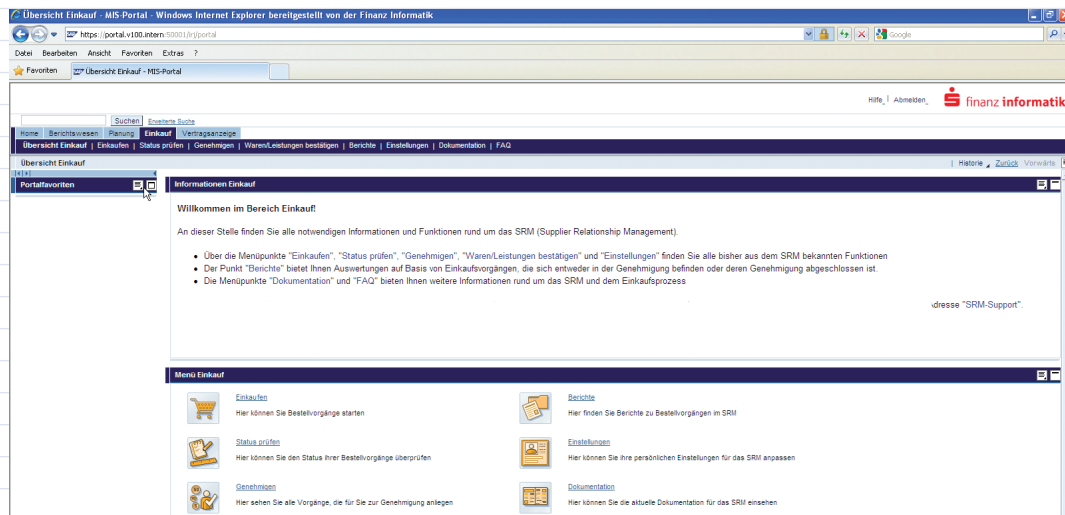 Übersicht Einkauf - MIS-Portal - Windows Internet Explorer bereitgestellt von der Finanz Informatik
https://portal.v100.intern:50001/irj/portal
Google
Datei Bearbeiten Ansicht Favoriten Extras ?
Favoriten Übersicht Einkauf - MIS-Portal
Hilfe | Abmelden
finanz informatik
Suchen Erweiterte Suche
Home Berichtswesen Planung Einkauf Vertragsanzeige
Übersicht Einkauf | Einkaufen | Status prüfen | Genehmigen | Waren/Leistungen bestätigen | Berichte | Einstellungen | Dokumentation | FAQ
Übersicht Einkauf | Historie Zurück Vorwärts
Portalfavoriten
Informationen Einkauf
Willkommen im Bereich Einkauf!
An dieser Stelle finden Sie alle notwendigen Informationen und Funktionen rund um das SRM (Supplier Relationship Management).
• Über die Menüpunkte "Einkaufen", "Status prüfen", "Genehmigen", "Waren/Leistungen bestätigen" und "Einstellungen" finden Sie alle bisher aus dem SRM bekannten Funktionen
• Der Punkt "Berichte" bietet Ihnen Auswertungen auf Basis von Einkaufsvorgängen, die sich entweder in der Genehmigung befinden oder deren Genehmigung abgeschlossen ist.
• Die Menüpunkte "Dokumentation" und "FAQ" bieten Ihnen weitere Informationen rund um das SRM und dem Einkaufsprozess
dresse "SRM-Support".
Menü Einkauf
Einkaufen
Hier können Sie Bestellvorgänge starten
Berichte
Hier finden Sie Berichte zu Bestellvorgängen im SRM
Status prüfen
Hier können Sie den Status ihrer Bestellvorgänge überprüfen
Einstellungen
Hier können Sie ihre persönlichen Einstellungen für das SRM anpassen
Genehmigen
Hier sehen Sie alle Vorgänge, die für Sie zur Genehmigung anliegen
Dokumentation
Hier können Sie die aktuelle Dokumentation für das SRM einsehen